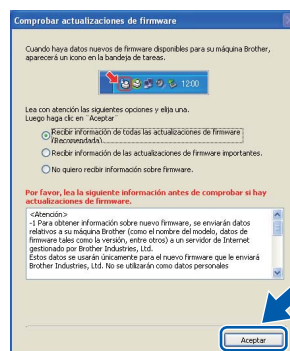 Comprobar actualizaciones de firmware
Cuando haya datos nuevos de firmware disponibles para su máquina Brother,
aparecerá un icono en la bandeja de tareas.
12:00
Lea con atención las siguientes opciones y elija una.
Luego haga clic en ¨Aceptar¨
Recibir información de todas las actualizaciones de firmware
(Recomendada)
Recibir información de las actualizaciones de firmware importantes.
No quiero recibir información sobre firmware.
Por favor, lea la siguiente información antes de comprobar si hay
actualizaciones de firmware.
<Atención>
-1 Para obtener información sobre nuevo firmware, se enviarán datos
relativos a su máquina Brother (como el nombre del modelo, datos de
firmware tales como la versión, entre otros) a un servidor de Internet
gestionado por Brother Industries, Ltd.
Estos datos se usarán únicamente para el nuevo firmware que le enviará
Brother Industries, Ltd. No se utilizarán como datos personales
Aceptar